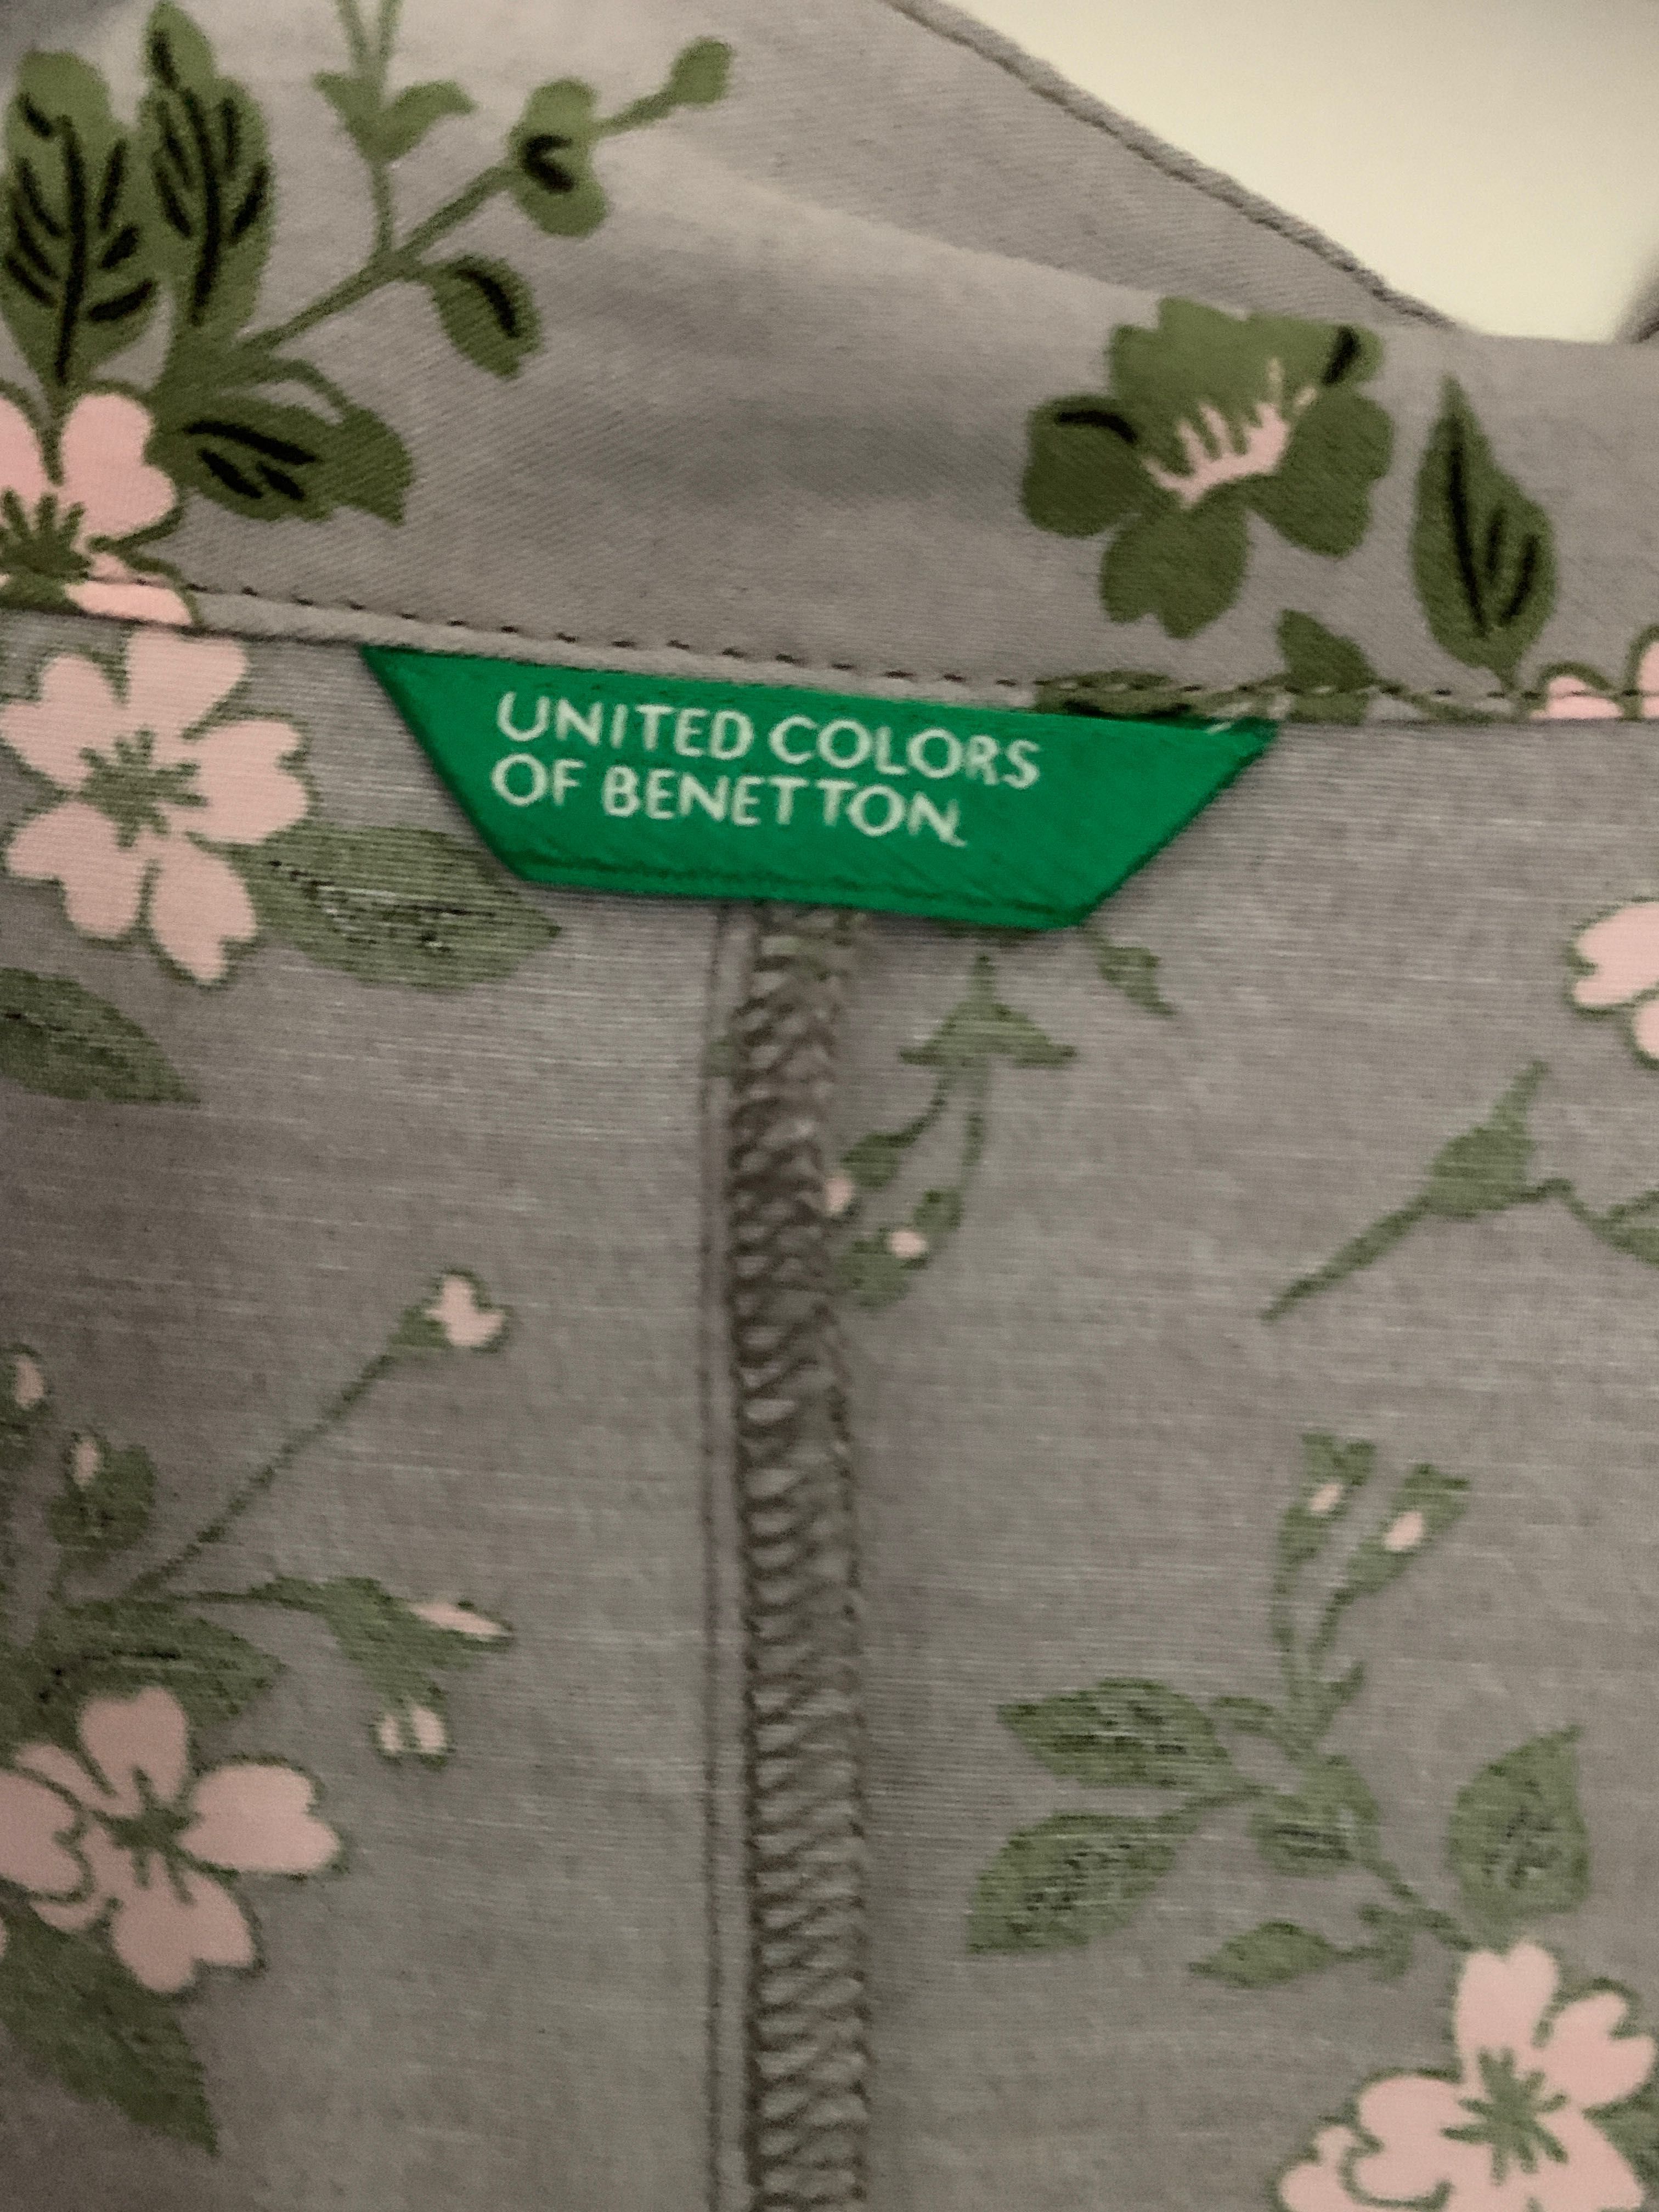 UNITED COLORS
OF BENETTON.